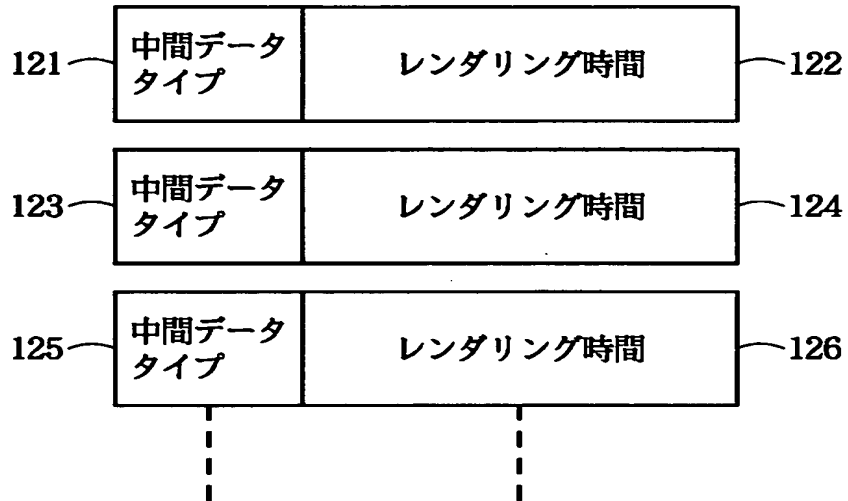 121 中間データ レンダリング時間 122
タイプ
123 中間データ レンダリング時間 124
タイプ
125 中間データ レンダリング時間 126
タイプ